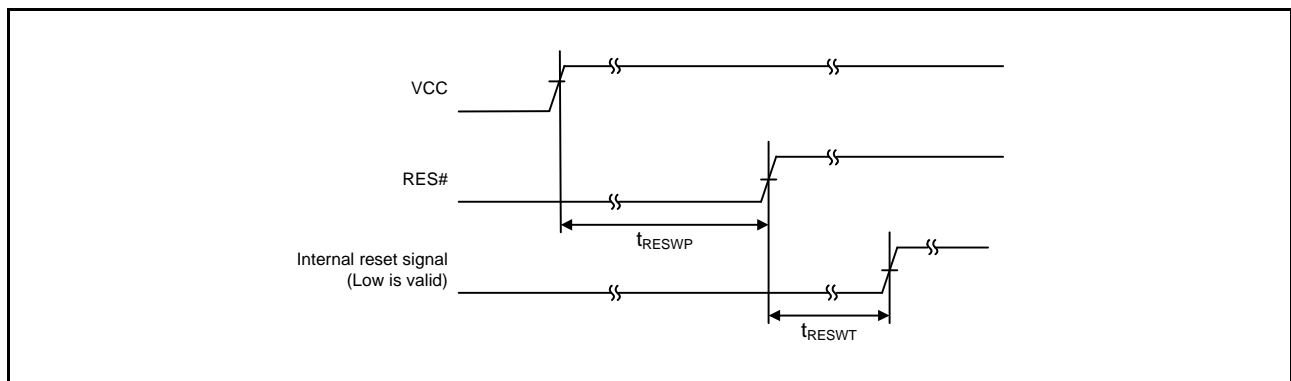 VCC
RES#
tRESWP
Internal reset signal
(Low is valid)
tRESWT